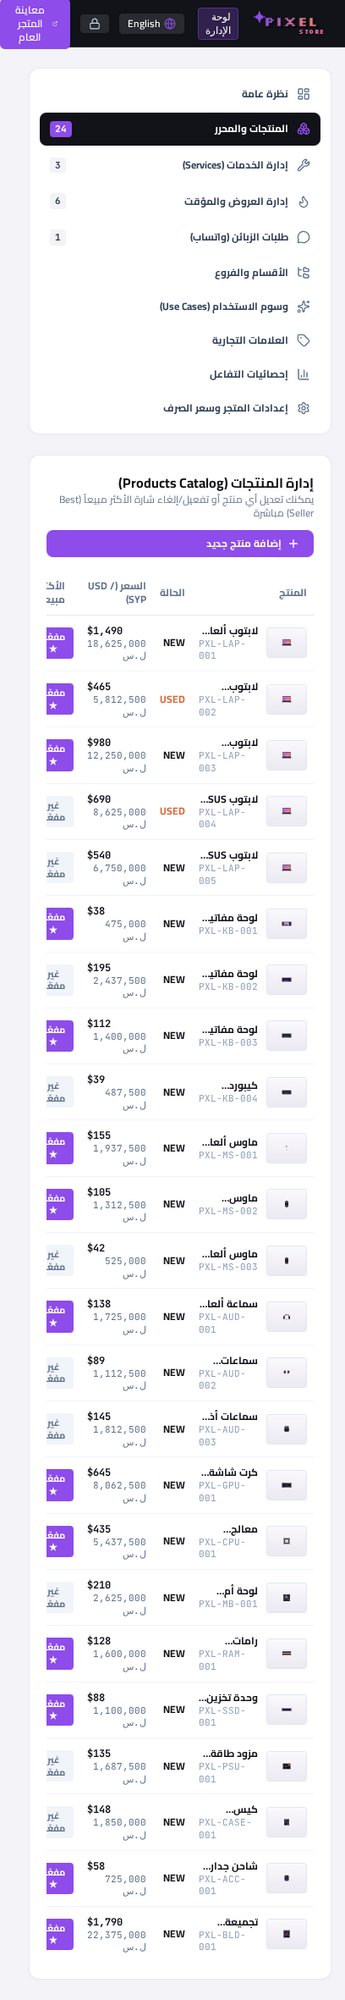 PIXEL
STORE
لوحة
الإدارة
English
معاينة
المتجر
العام
نظرة عامة
المنتجات والمحرر
24
إدارة الخدمات (Services)
3
إدارة العروض والمؤقت
6
طلبات الزبائن (واتساب)
1
الأقسام والفروع
وسوم الاستخدام (Use Cases)
العلامات التجارية
إحصائيات التفاعل
إعدادات المتجر وسعر الصرف
إدارة المنتجات (Products Catalog)
يمكنك تعديل أي منتج أو تفعيل/إلغاء شارة الأكثر مبيعاً (Best
Seller) مباشرة
+ إضافة منتج جديد
المنتج
الحالة
السعر (USD /
SYP)
لابتوب ألعا...
PXL-LAP-
001
NEW
$1,490
18,625,000
ل.س
لابتوب...
PXL-LAP-
002
USED
$465
5,812,500
ل.س
لابتوب...
PXL-LAP-
003
NEW
$980
12,250,000
ل.س
لابتوب SUS...
PXL-LAP-
004
USED
$690
8,625,000
ل.س
غير
لابتوب SUS...
PXL-LAP-
005
NEW
$540
6,750,000
ل.س
غير
لوحة مفاتيـ...
PXL-KB-001
NEW
$38
475,000
ل.س
لوحة مفاتيـ...
PXL-KB-002
NEW
$195
2,437,500
ل.س
غير
لوحة مفاتيـ...
PXL-KB-003
NEW
$112
1,400,000
ل.س
كيبورد...
PXL-KB-004
NEW
$39
487,500
ل.س
غير
ماوس ألعا...
PXL-MS-001
NEW
$155
1,937,500
ل.س
ماوس...
PXL-MS-002
NEW
$105
1,312,500
ل.س
ماوس ألعا...
PXL-MS-003
NEW
$42
525,000
ل.س
غير
سماعة ألعا...
PXL-AUD-
001
NEW
$138
1,725,000
ل.س
سماعات...
PXL-AUD-
002
NEW
$89
1,112,500
ل.س
غير
سماعات أذ...
PXL-AUD-
003
NEW
$145
1,812,500
ل.س
غير
كرت شاشة...
PXL-GPU-
001
NEW
$645
8,062,500
ل.س
معالج...
PXL-CPU-
001
NEW
$435
5,437,500
ل.س
لوحة أم...
PXL-MB-001
NEW
$210
2,625,000
ل.س
غير
رامات...
PXL-RAM-
001
NEW
$128
1,600,000
ل.س
وحدة تخزين...
PXL-SSD-
001
NEW
$88
1,100,000
ل.س
مزود طاقة...
PXL-PSU-
001
NEW
$135
1,687,500
ل.س
غير
كيس...
PXL-CASE-
001
NEW
$148
1,850,000
ل.س
غير
شاحن جدار...
PXL-ACC-
001
NEW
$58
725,000
ل.س
تجميعة...
PXL-BLD-
001
NEW
$1,790
22,375,000
ل.س